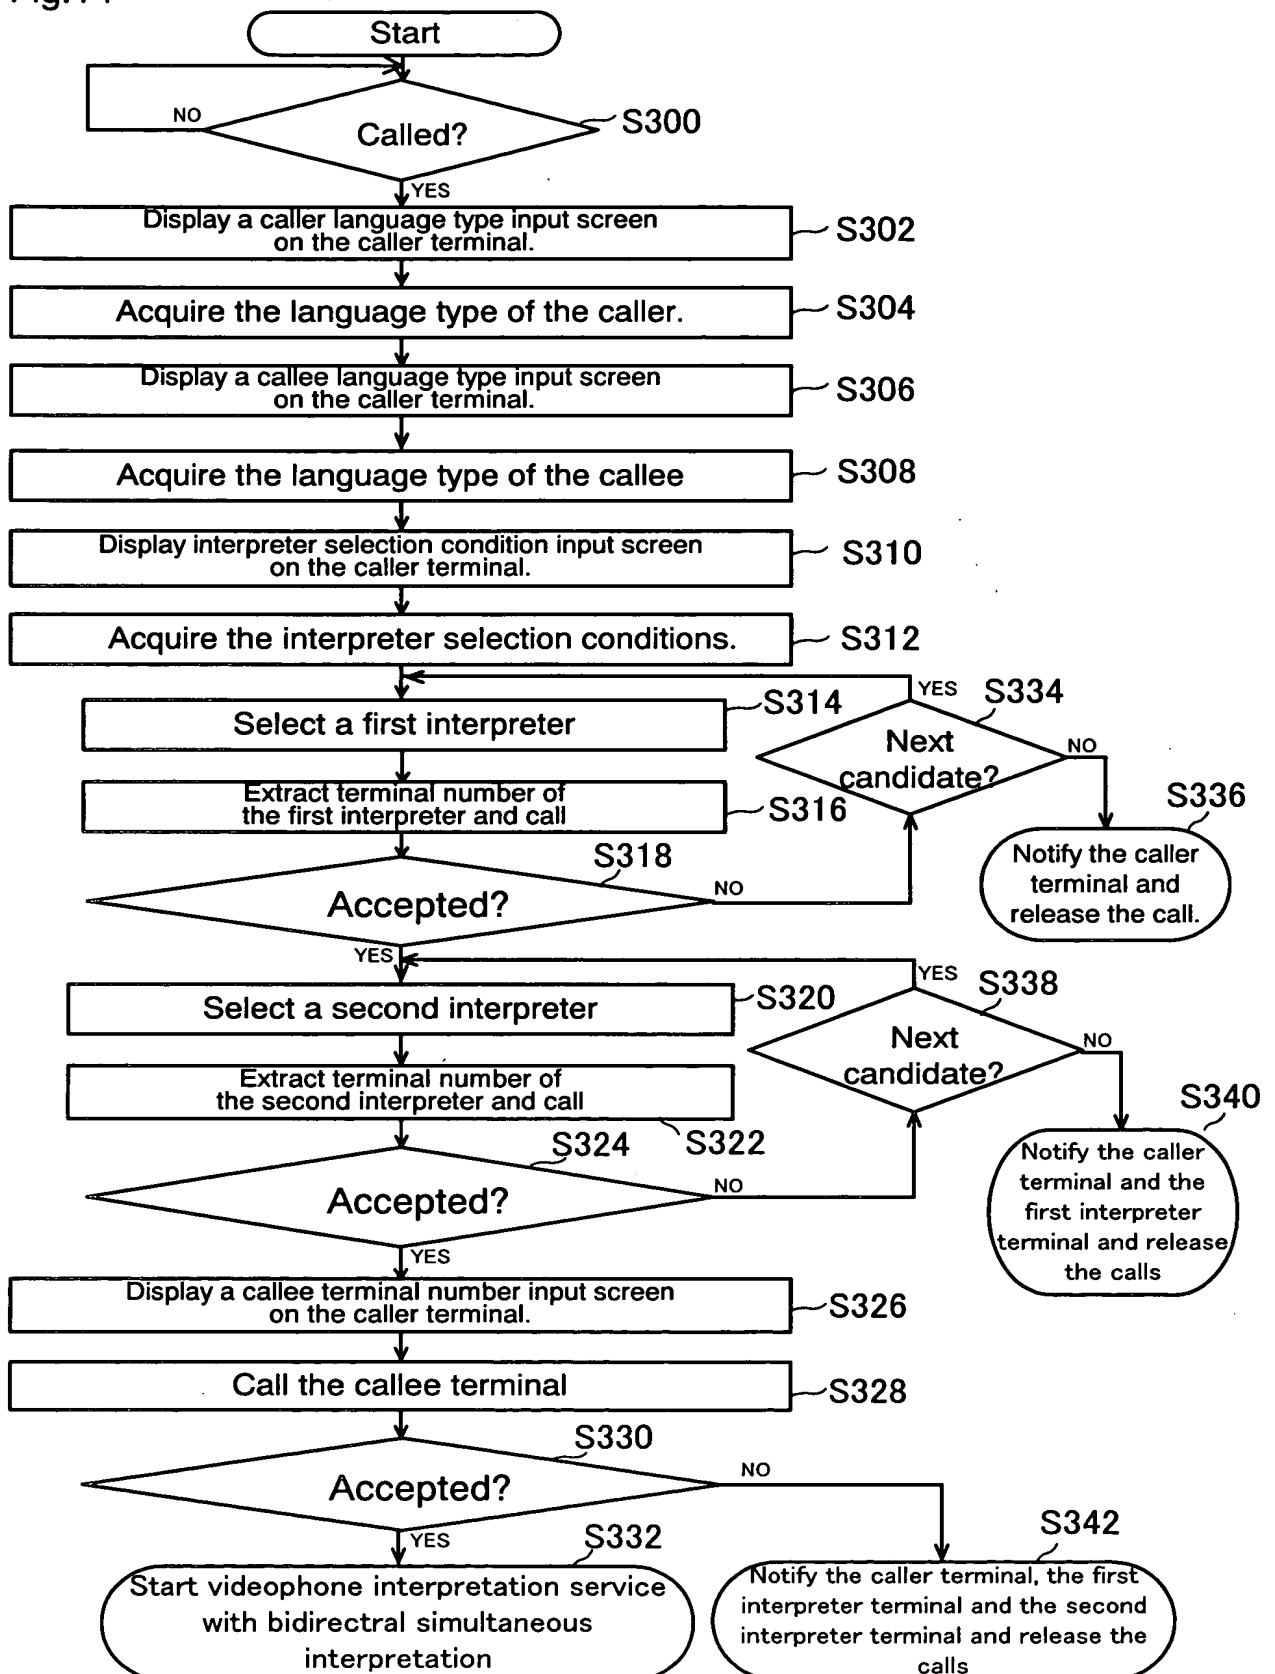 Start
NO
Called?
S300
YES
Display a caller language type input screen
on the caller terminal.
S302
Acquire the language type of the caller.
S304
Display a callee language type input screen
on the caller terminal.
S306
Acquire the language type of the callee
S308
Display interpreter selection condition input screen
on the caller terminal.
S310
Acquire the interpreter selection conditions.
S312
YES
S334
Select a first interpreter
S314
Next
candidate?
NO
Extract terminal number of
the first interpreter and call
S316
S336
Notify the caller
terminal and
release the call.
S318
Accepted?
NO
YES
YES
S338
Select a second interpreter
S320
Next
candidate?
NO
Extract terminal number of
the second interpreter and call
S322
S340
Notify the caller
terminal and the
first interpreter
terminal and release
the calls
S324
Accepted?
NO
YES
Display a callee terminal number input screen
on the caller terminal.
S326
Call the callee terminal
S328
S330
Accepted?
NO
YES
S332
Start videophone interpretation service
with bidirectral simultaneous
interpretation
S342
Notify the caller terminal, the first
interpreter terminal and the second
interpreter terminal and release the
calls